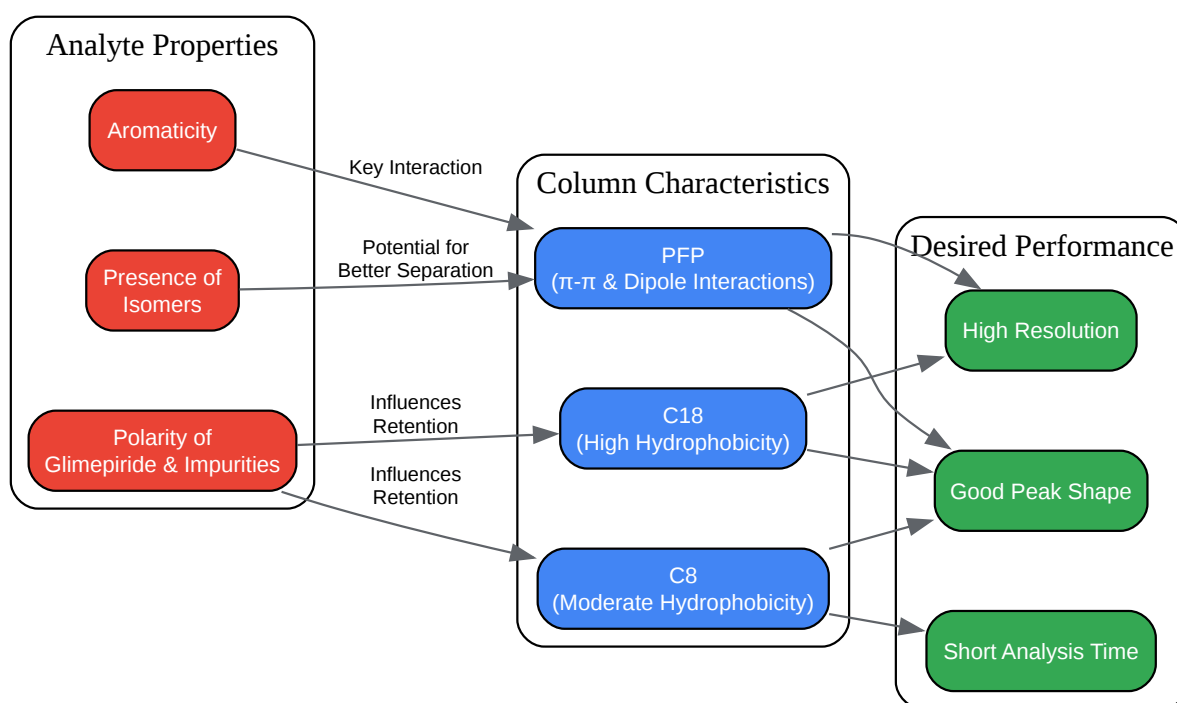 Analyte Properties
Aromaticity
Presence of
Isomers
Polarity of
Glimepiride & Impurities
Key Interaction
Potential for
Better Separation
Influences
Retention
Influences
Retention
Column Characteristics
PFP
(π-π & Dipole Interactions)
C18
(High Hydrophobicity)
C8
(Moderate Hydrophobicity)
Desired Performance
High Resolution
Good Peak Shape
Short Analysis Time